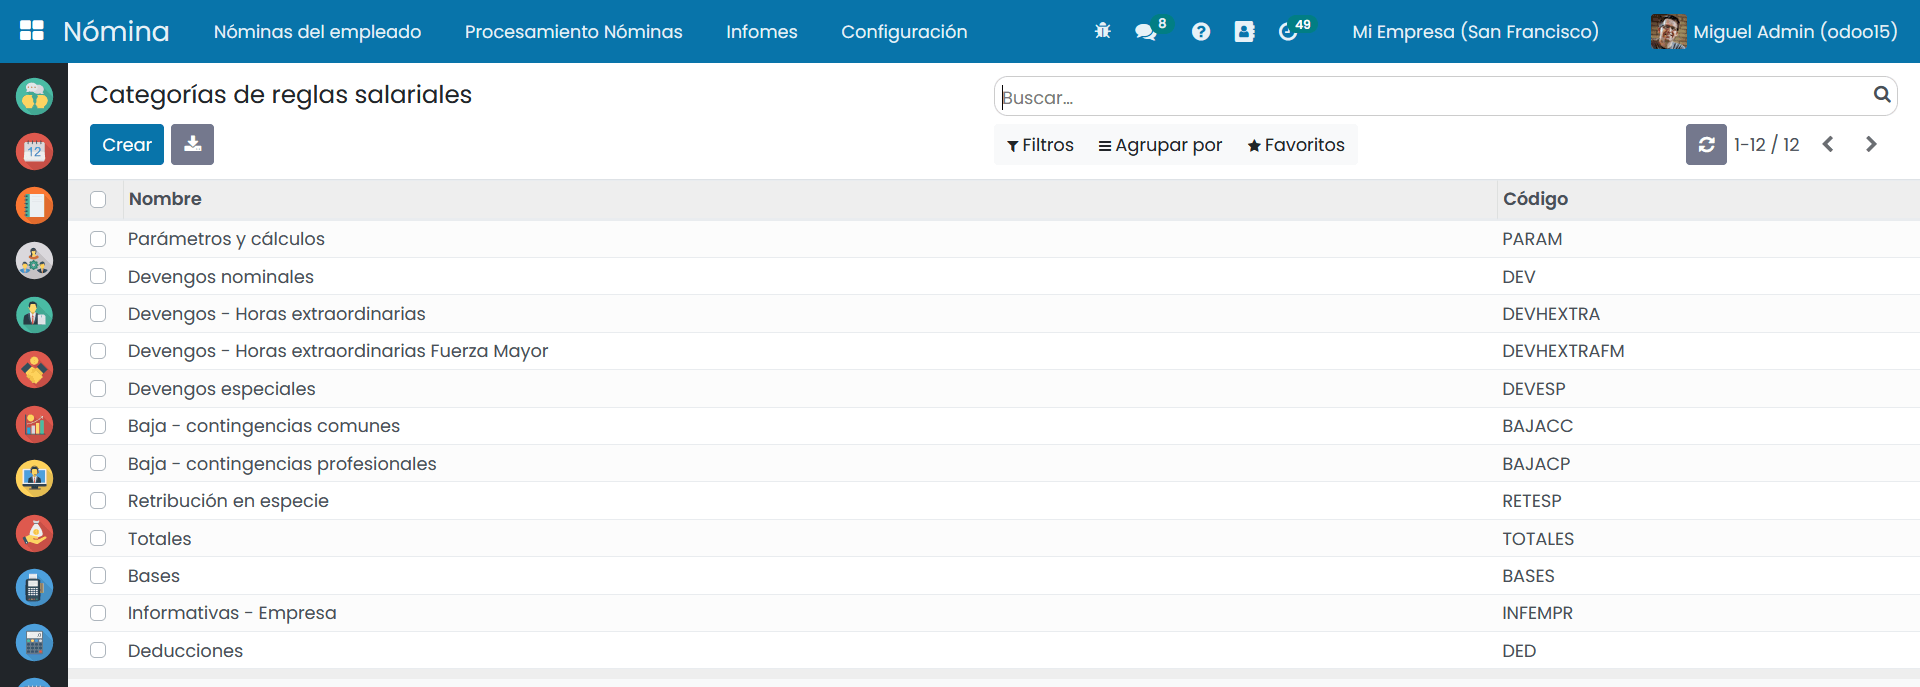 Nómina Nóminas del empleado Procesamiento Nóminas Infomes Configuración 8 49 Mi Empresa (San Francisco) Miguel Admin (odoo15)
Categorías de reglas salariales
Buscar...
Crear
Filtros Agrupar por Favoritos 1-12 / 12
Nombre Código
Parámetros y cálculos PARAM
Devengos nominales DEV
Devengos - Horas extraordinarias DEVHEXTRA
Devengos - Horas extraordinarias Fuerza Mayor DEVHEXTRAFM
Devengos especiales DEVESP
Baja - contingencias comunes BAJACC
Baja - contingencias profesionales BAJACP
Retribución en especie RETESP
Totales TOTALES
Bases BASES
Informativas - Empresa INFEMPR
Deducciones DED
12